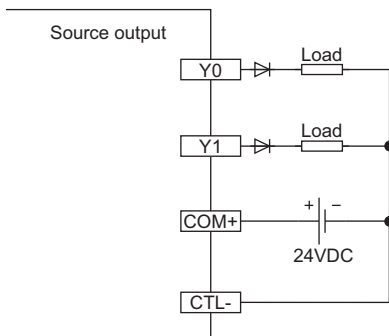 Source output
Y0
Load
Y1
Load
COM+
+ −
24VDC
CTL-